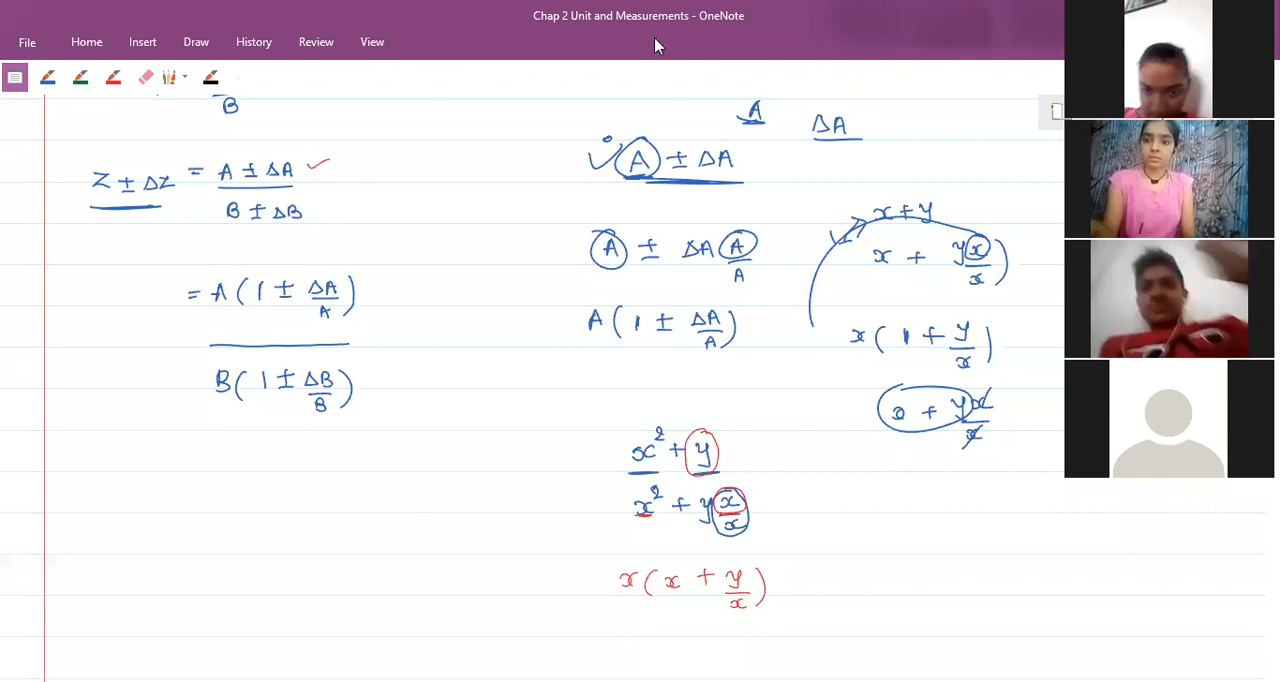 Chap 2 Unit and Measurements - OneNote
File Home Insert Draw History Review View
B
Z ± ΔZ = A ± ΔA ✓
B ± ΔB
= A ( 1 ± ΔA/A )
B ( 1 ± ΔB/B )
A ΔA
✓ A ± ΔA
A ± ΔA A/A
A ( 1 ± ΔA/A )
x + y
x + y x/x )
x ( 1 + y/x )
x + y x/x
x² + y
x² + y x/x
x ( x + y/x )